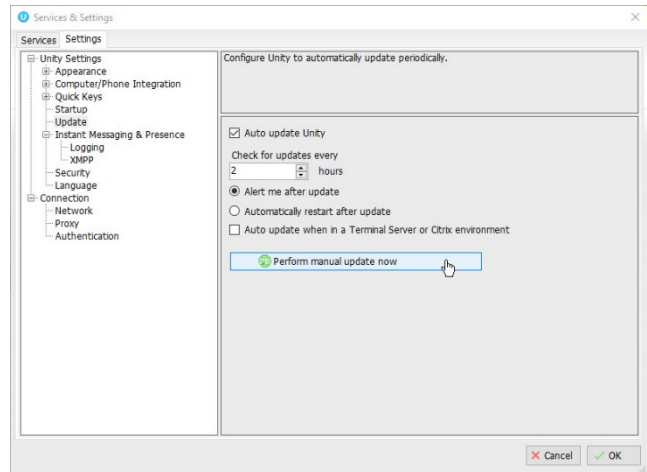 Services & Settings
Services Settings
Unity Settings
Appearance
Computer/Phone Integration
Quick Keys
Startup
Update
Instant Messaging & Presence
Logging
XMPP
Security
Language
Connection
Network
Proxy
Authentication
Configure Unity to automatically update periodically.
Auto update Unity
Check for updates every
2 hours
Alert me after update
Automatically restart after update
Auto update when in a Terminal Server or Citrix environment
Perform manual update now
Cancel OK